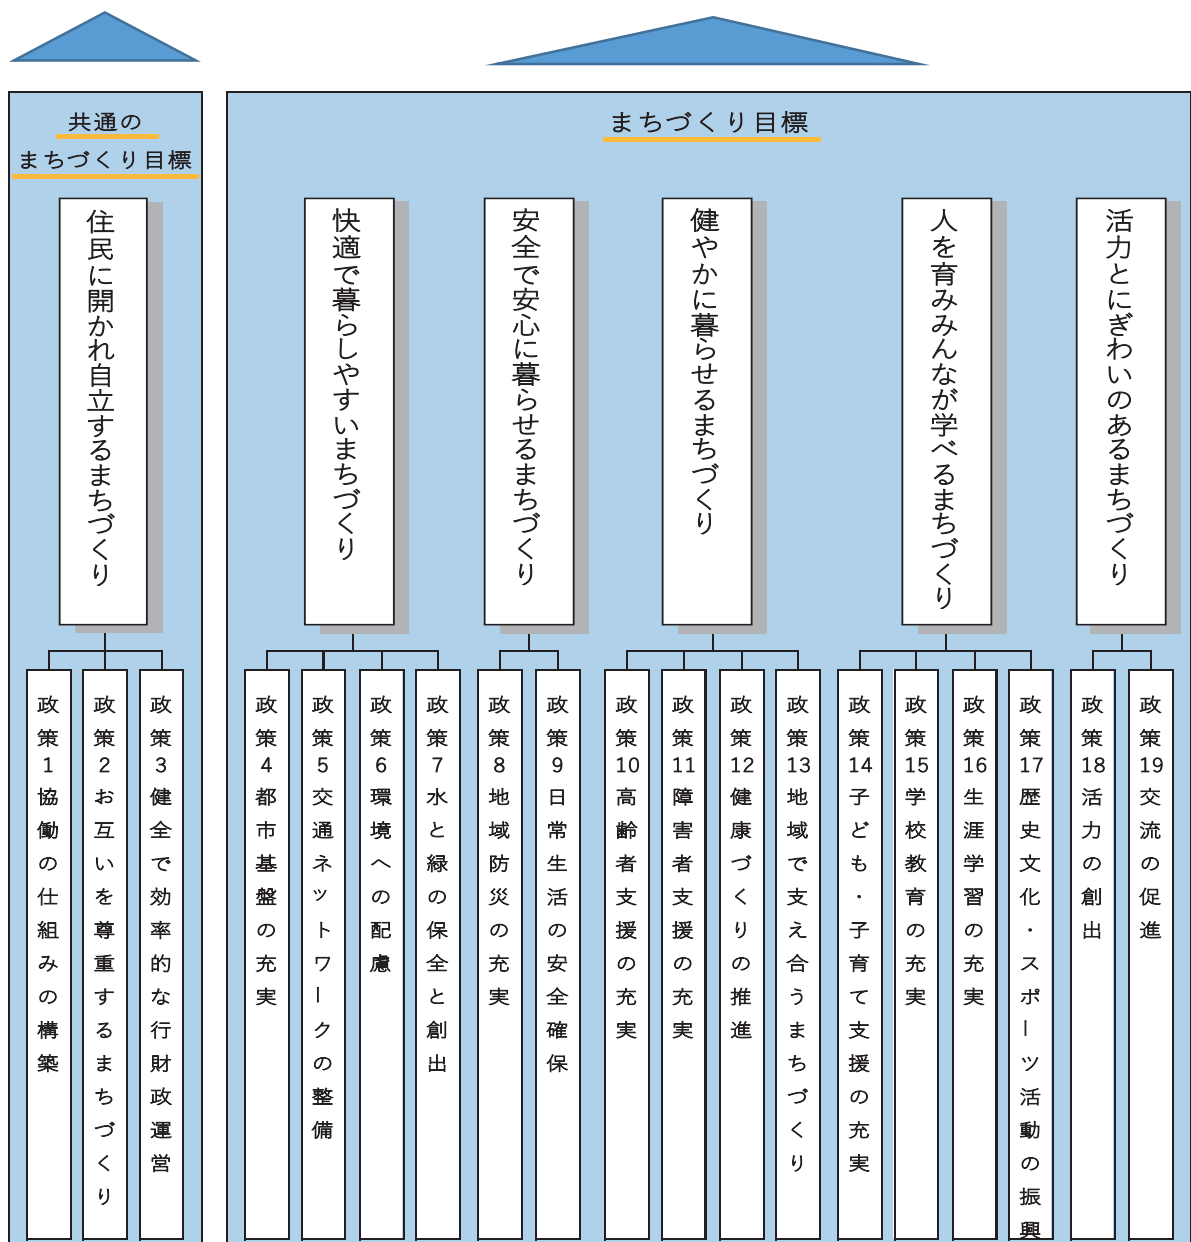 共通の
まちづくり目標
住民に開かれ自立するまちづくり
政策1協働の仕組みの構築
政策2お互いを尊重するまちづくり
政策3健全で効率的な行財政運営
まちづくり目標
快適で暮らしやすいまちづくり
政策4都市基盤の充実
政策5交通ネットワークの整備
政策6環境への配慮
政策7水と緑の保全と創出
安全で安心に暮らせるまちづくり
政策8地域防災の充実
政策9日常生活の安全確保
健やかに暮らせるまちづくり
政策10高齢者支援の充実
政策11障害者支援の充実
政策12健康づくりの推進
政策13地域で支え合うまちづくり
人を育みみんなが学べるまちづくり
政策14子ども・子育て支援の充実
政策15学校教育の充実
政策16生涯学習の充実
政策17歴史文化・スポーツ活動の振興
活力とにぎわいのあるまちづくり
政策18活力の創出
政策19交流の促進